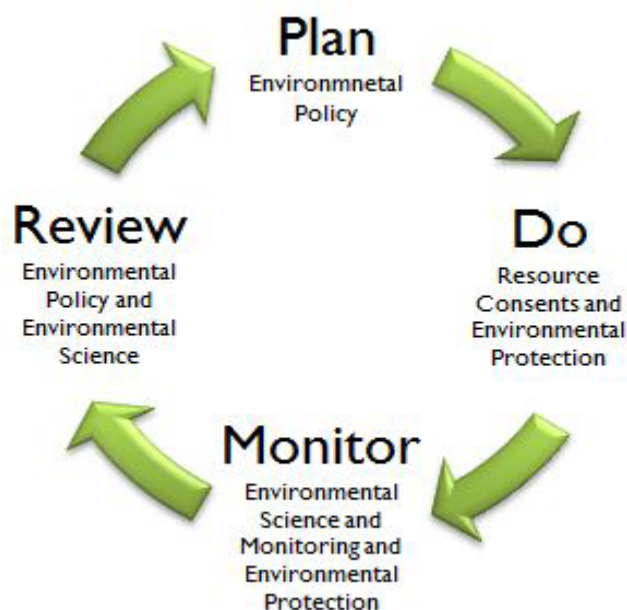 Plan
Environmnetal
Policy
Do
Resource
Consents and
Environmental
Protection
Monitor
Environmental
Science and
Monitoring and
Environmental
Protection
Review
Environmental
Policy and
Environmental
Science